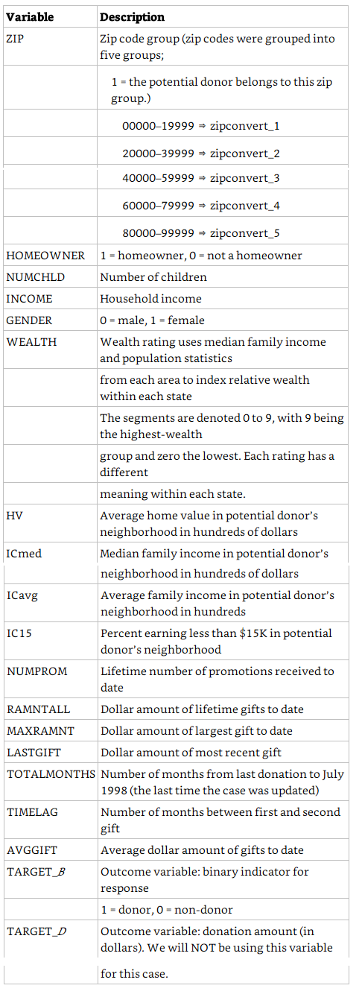 Variable Description
ZIP Zip code group (zip codes were grouped into
five groups;
1 = the potential donor belongs to this zip
group.)
00000–19999 ⇒ zipconvert_1
20000–39999 ⇒ zipconvert_2
40000–59999 ⇒ zipconvert_3
60000–79999 ⇒ zipconvert_4
80000–99999 ⇒ zipconvert_5
HOMEOWNER 1 = homeowner, 0 = not a homeowner
NUMCHLD Number of children
INCOME Household income
GENDER 0 = male, 1 = female
WEALTH Wealth rating uses median family income
and population statistics
from each area to index relative wealth
within each state
The segments are denoted 0 to 9, with 9 being
the highest-wealth
group and zero the lowest. Each rating has a
different
meaning within each state.
HV Average home value in potential donor’s
neighborhood in hundreds of dollars
ICmed Median family income in potential donor’s
neighborhood in hundreds of dollars
ICavg Average family income in potential donor’s
neighborhood in hundreds
IC15 Percent earning less than $15K in potential
donor’s neighborhood
NUMPROM Lifetime number of promotions received to
date
RAMNTALL Dollar amount of lifetime gifts to date
MAXRAMNT Dollar amount of largest gift to date
LASTGIFT Dollar amount of most recent gift
TOTALMONTHS Number of months from last donation to July
1998 (the last time the case was updated)
TIMELAG Number of months between first and second
gift
AVGGIFT Average dollar amount of gifts to date
TARGET_B Outcome variable: binary indicator for
response
1 = donor, 0 = non-donor
TARGET_D Outcome variable: donation amount (in
dollars). We will NOT be using this variable
for this case.